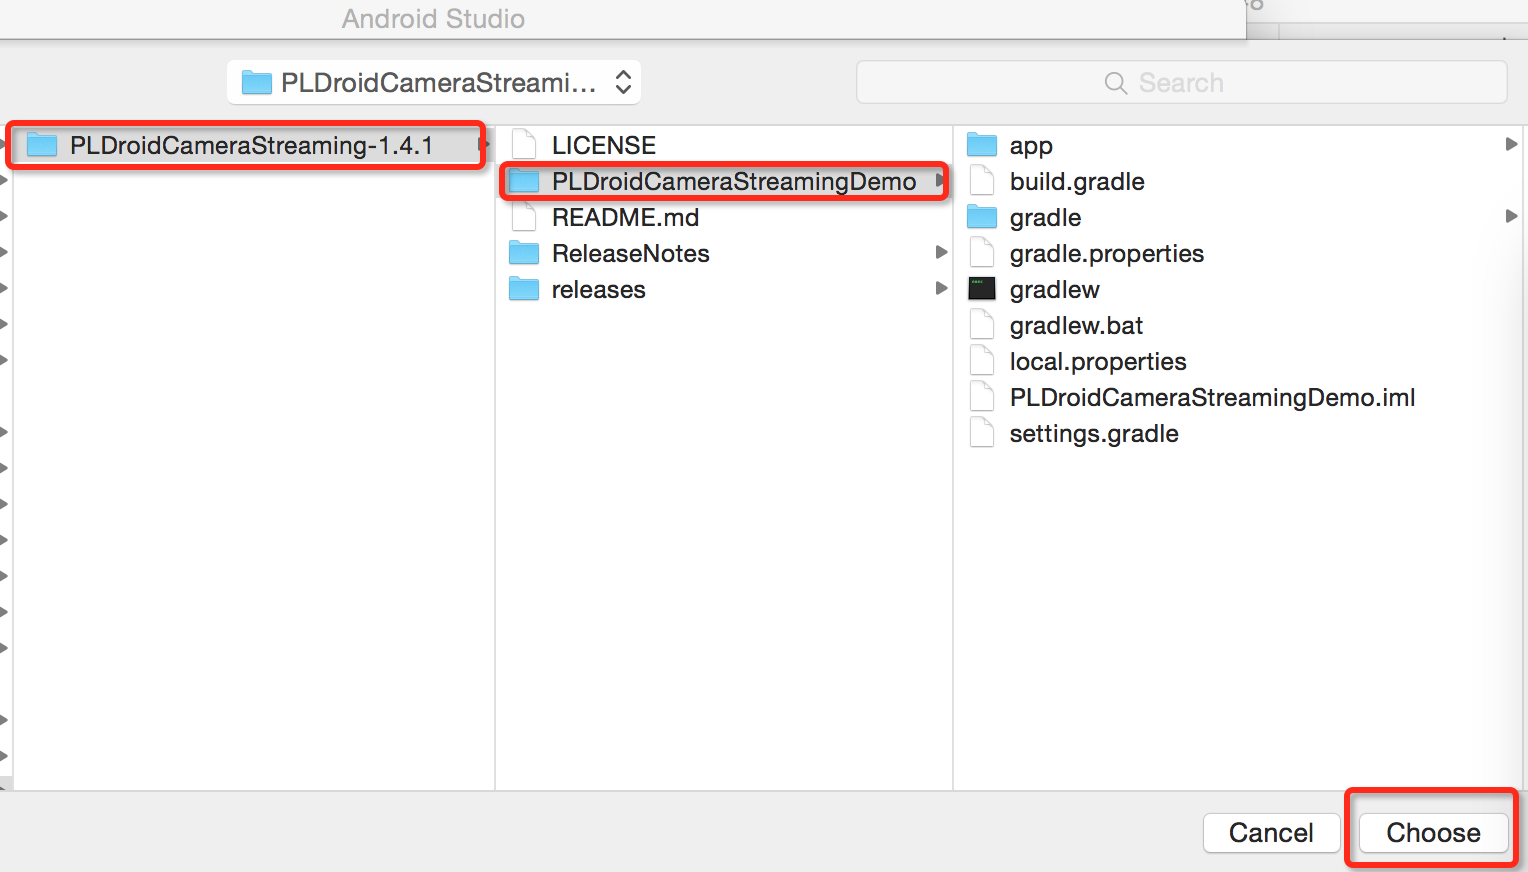 Android Studio
PLDroidCameraStreami...
Search
PLDroidCameraStreaming-1.4.1
LICENSE
PLDroidCameraStreamingDemo
README.md
ReleaseNotes
releases
app
build.gradle
gradle
gradle.properties
gradlew
gradlew.bat
local.properties
PLDroidCameraStreamingDemo.iml
settings.gradle
Cancel
Choose